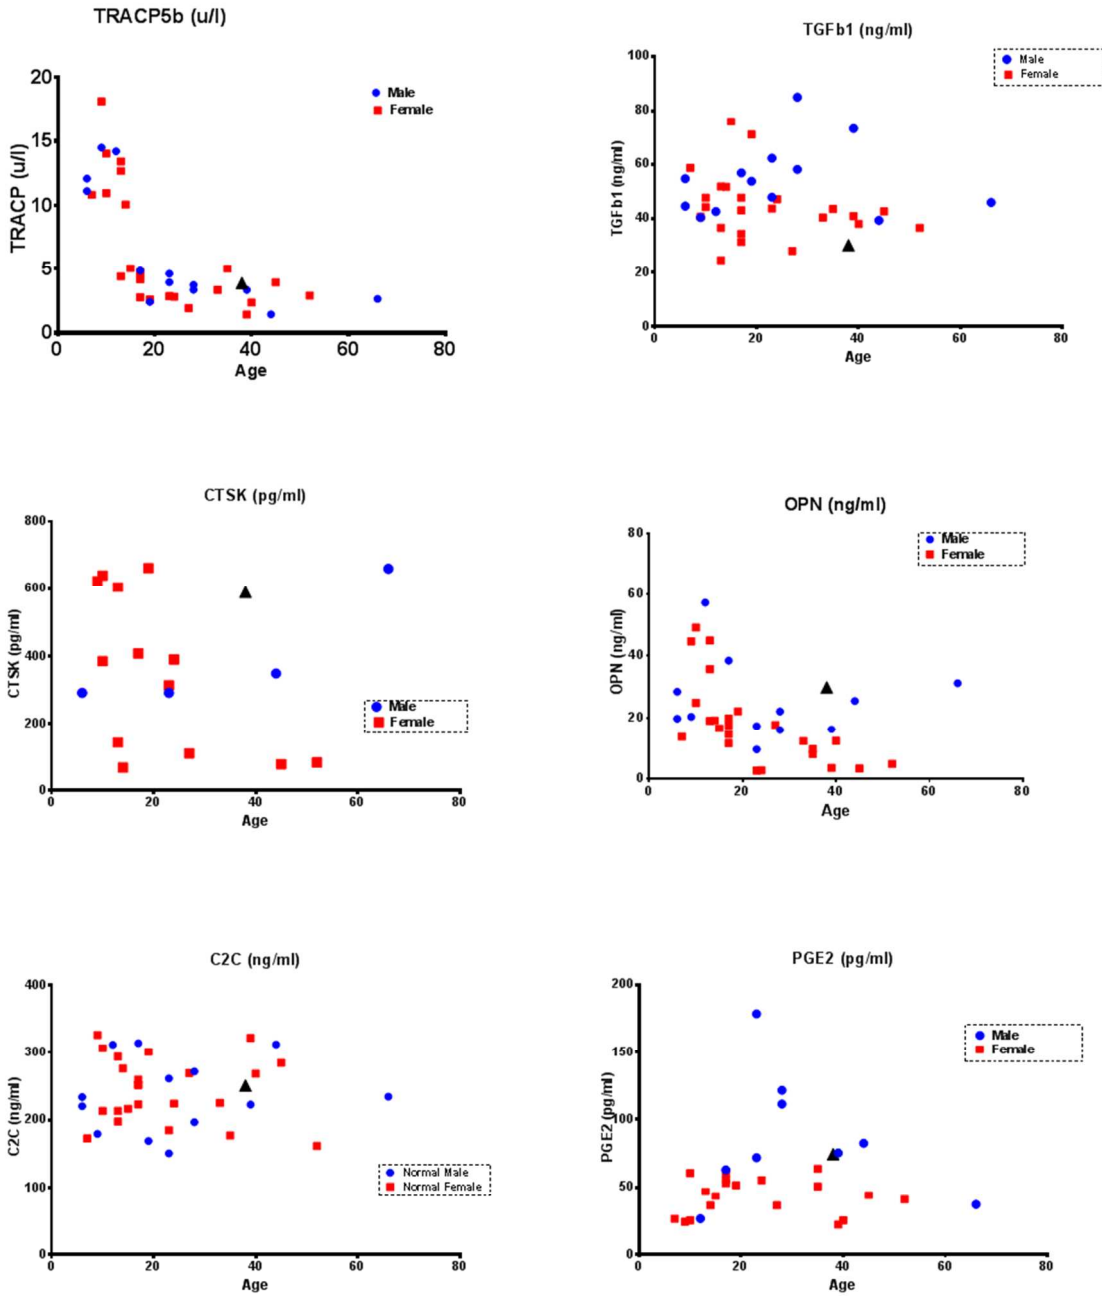 TRACP5b (u/l)
TRACP (u/l)
20
15
10
5
0
0 20 40 60 80
Age
Male
Female
TGFb1 (ng/ml)
TGFb1 (ng/ml)
100
80
60
40
20
0
0 20 40 60 80
Age
Male
Female
CTSK (pg/ml)
CTSK (pg/ml)
800
600
400
200
0
0 20 40 60 80
Age
Male
Female
OPN (ng/ml)
OPN (ng/ml)
80
60
40
20
0
0 20 40 60 80
Age
Male
Female
C2C (ng/ml)
C2C (ng/ml)
400
300
200
100
0
0 20 40 60 80
Age
Normal Male
Normal Female
PGE2 (pg/ml)
PGE2 (pg/ml)
200
150
100
50
0
0 20 40 60 80
Age
Male
Female